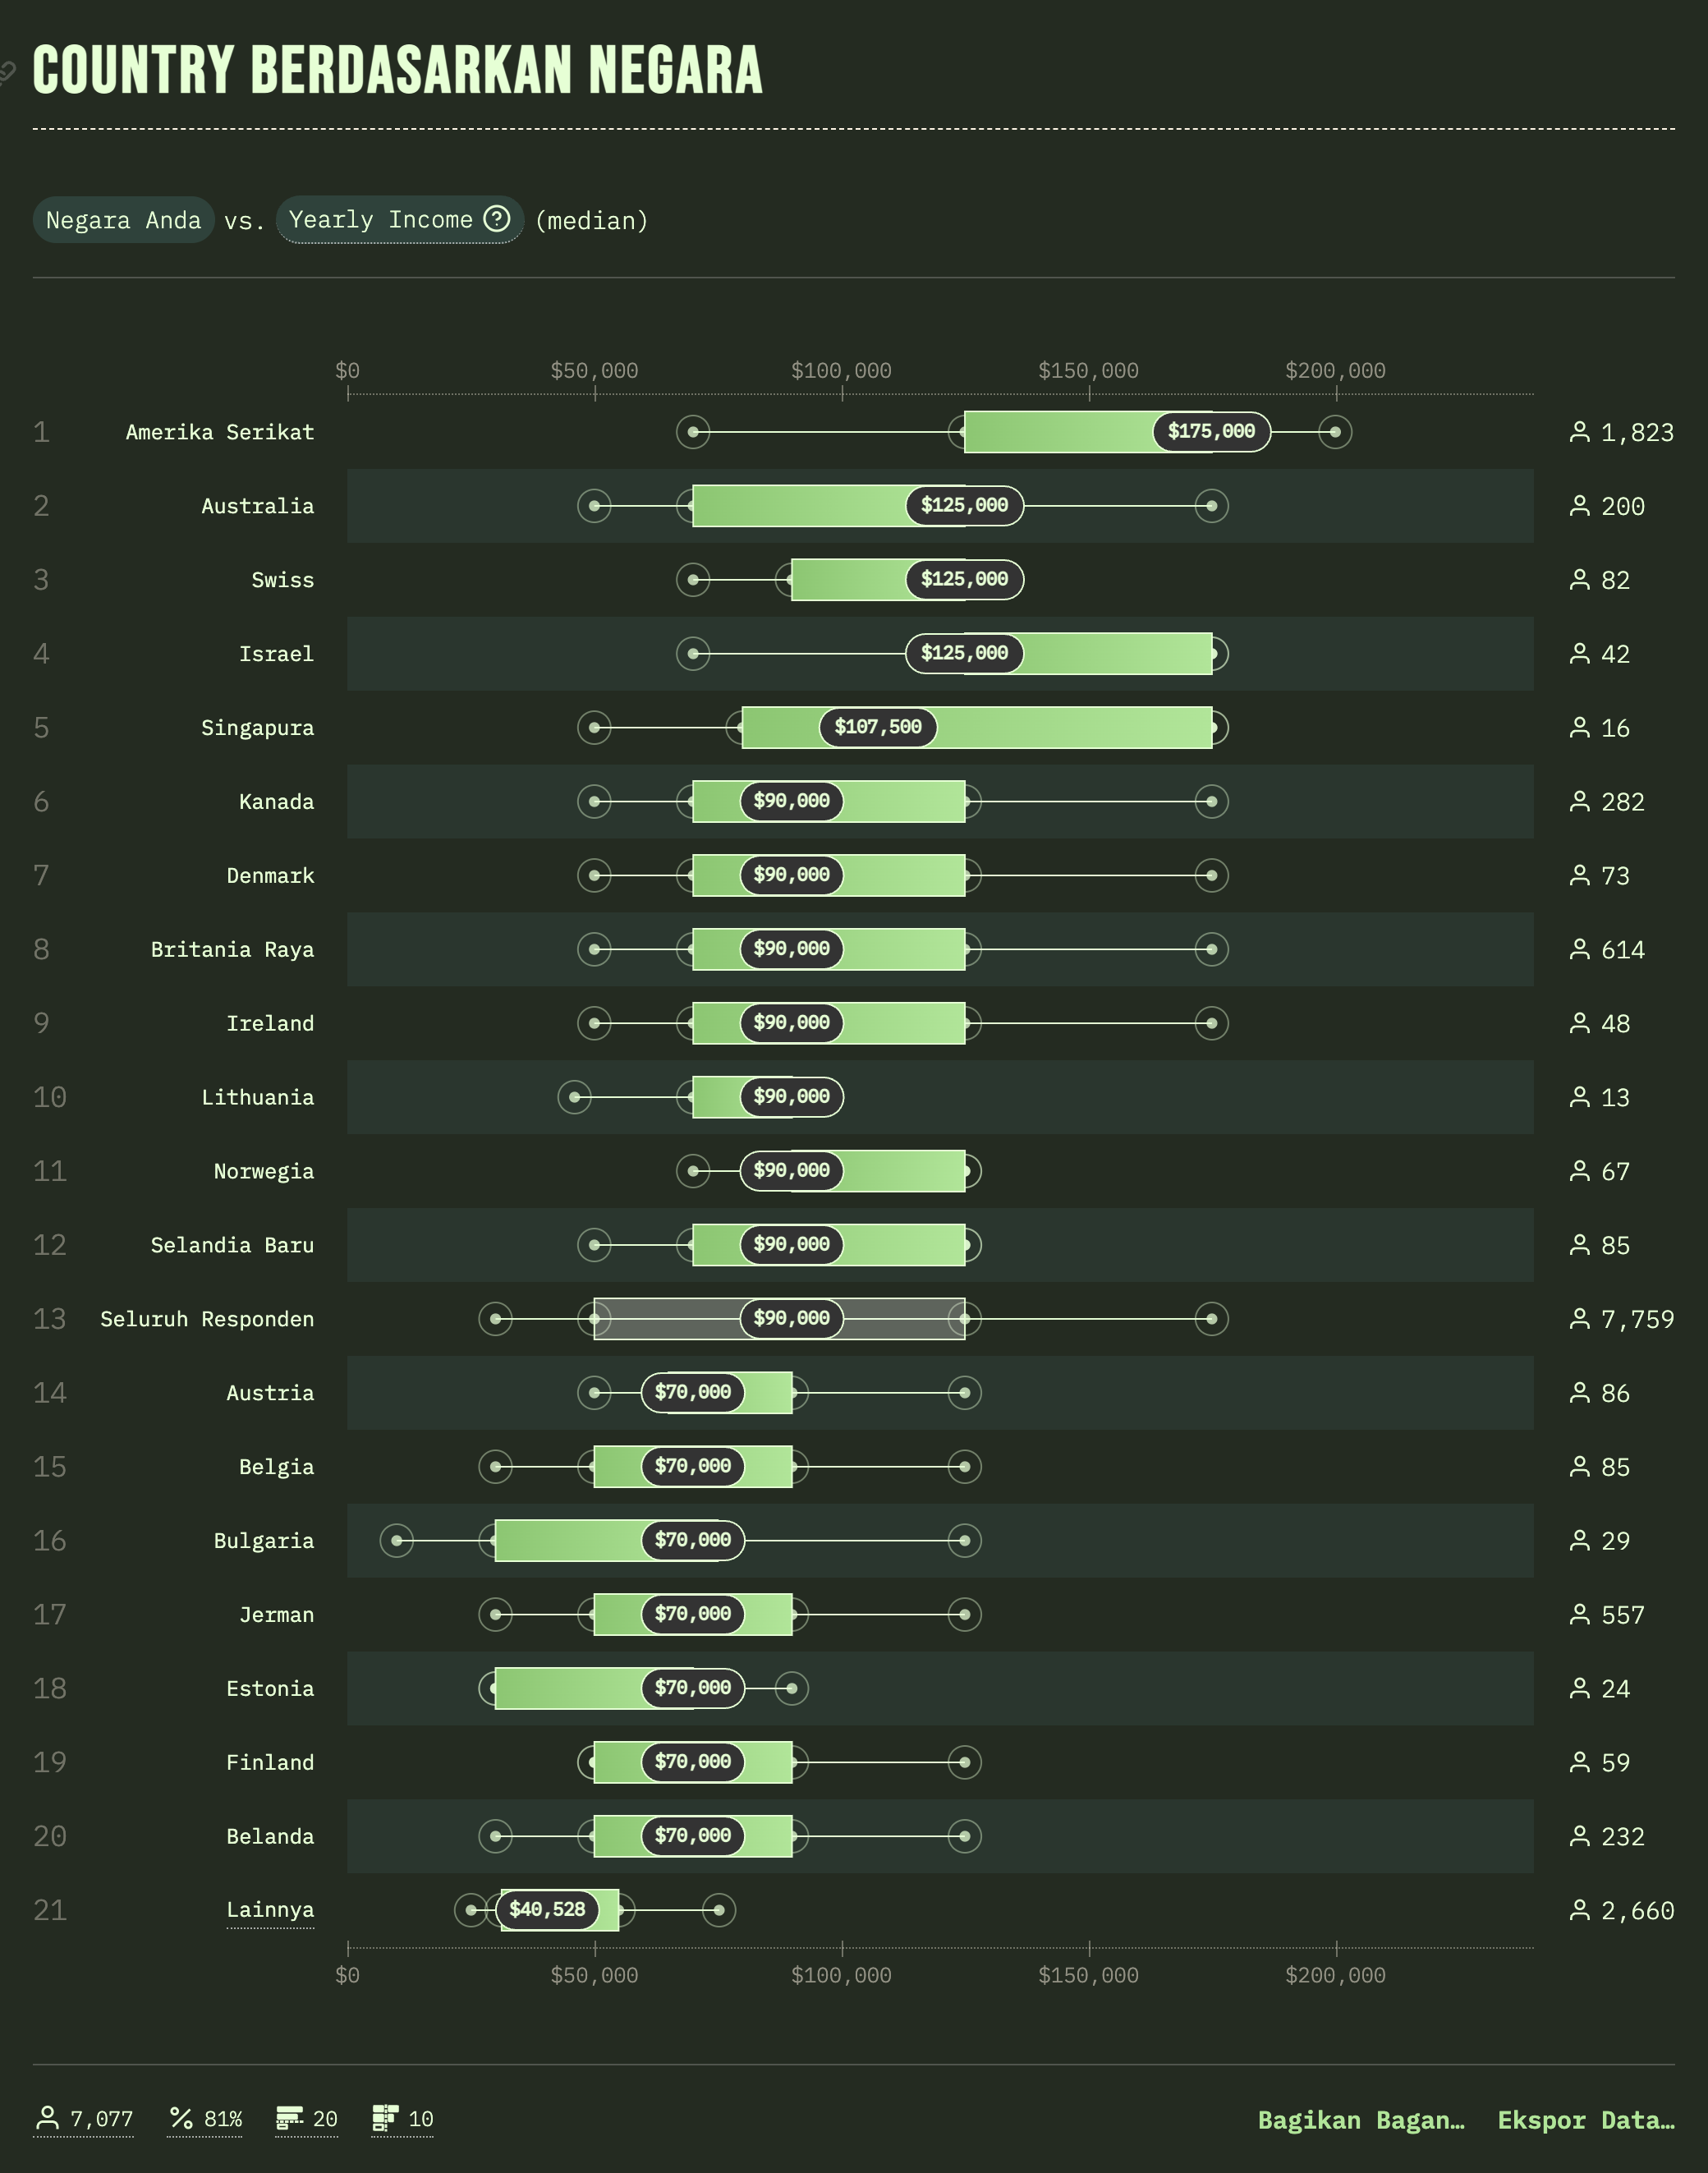 COUNTRY BERDASARKAN NEGARA
Negara Anda vs. Yearly Income (median)
$0 $50,000 $100,000 $150,000 $200,000
1 Amerika Serikat $175,000 1,823
2 Australia $125,000 200
3 Swiss $125,000 82
4 Israel $125,000 42
5 Singapura $107,500 16
6 Kanada $90,000 282
7 Denmark $90,000 73
8 Britania Raya $90,000 614
9 Ireland $90,000 48
10 Lithuania $90,000 13
11 Norwegia $90,000 67
12 Selandia Baru $90,000 85
13 Seluruh Responden $90,000 7,759
14 Austria $70,000 86
15 Belgia $70,000 85
16 Bulgaria $70,000 29
17 Jerman $70,000 557
18 Estonia $70,000 24
19 Finland $70,000 59
20 Belanda $70,000 232
21 Lainnya $40,528 2,660
$0 $50,000 $100,000 $150,000 $200,000
7,077 81% 20 10 Bagikan Bagan… Ekspor Data…